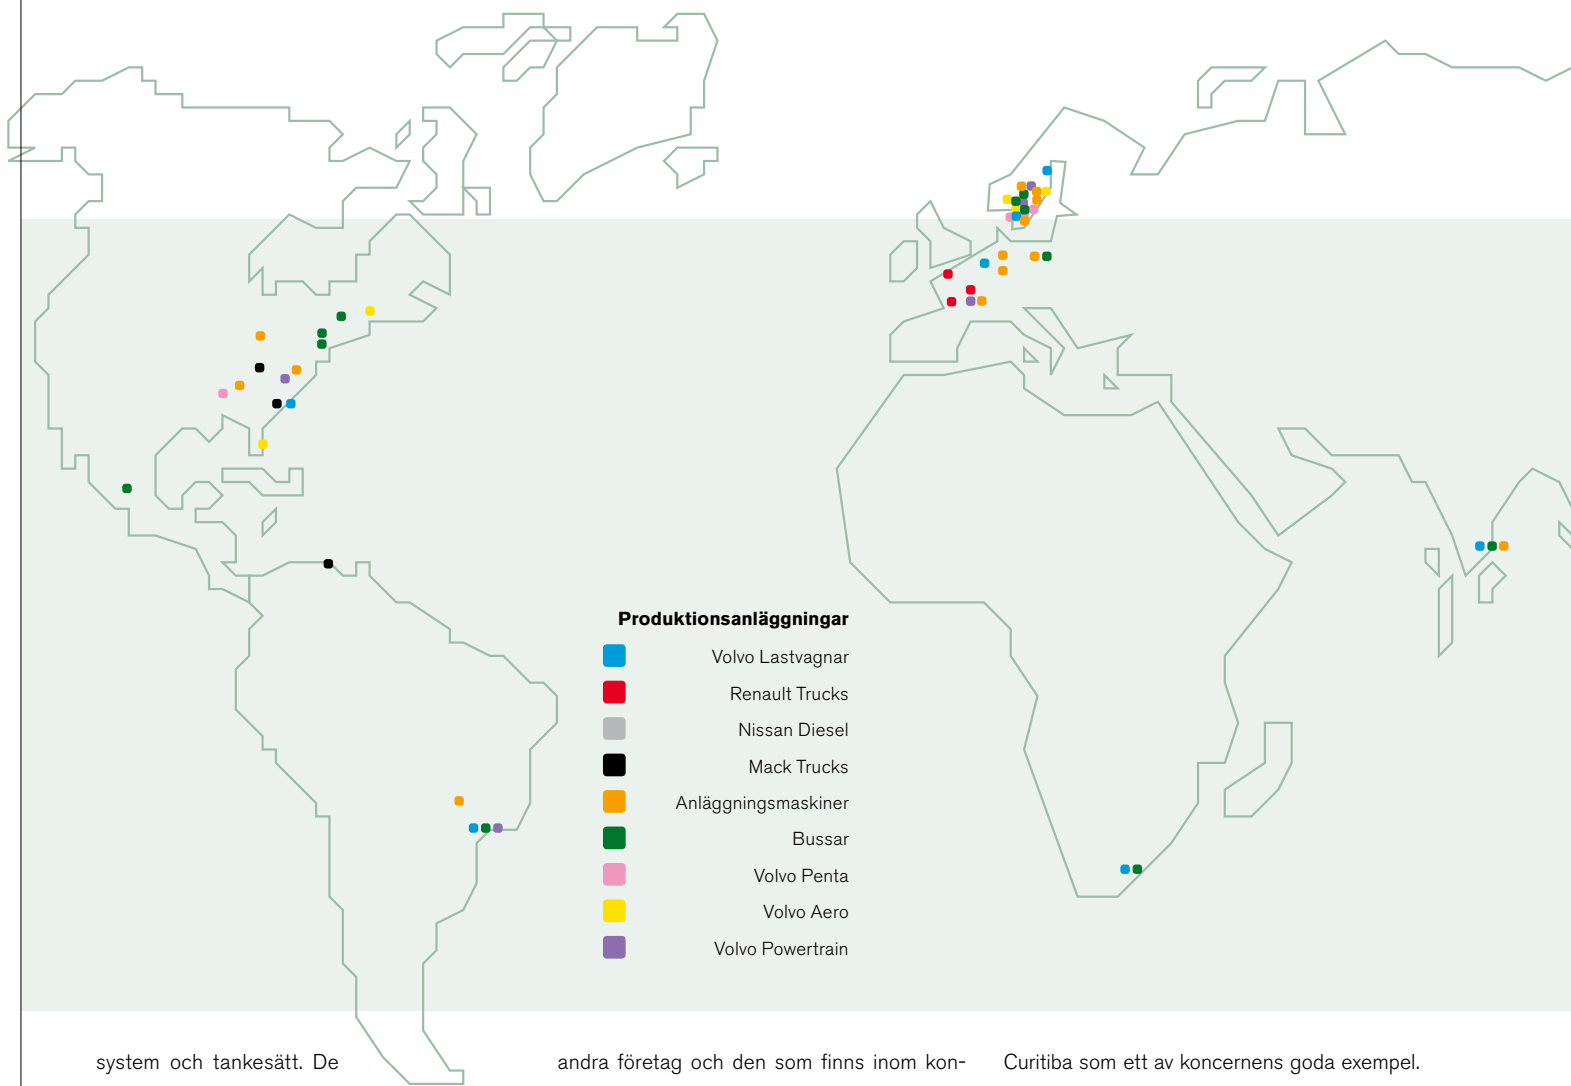 Produktionsanläggningar
Volvo Lastvagnar
Renault Trucks
Nissan Diesel
Mack Trucks
Anläggningsmaskiner
Bussar
Volvo Penta
Volvo Aero
Volvo Powertrain
system och tankesätt. De
andra företag och den som finns inom kon-
Curitiba som ett av koncernens goda exempel.